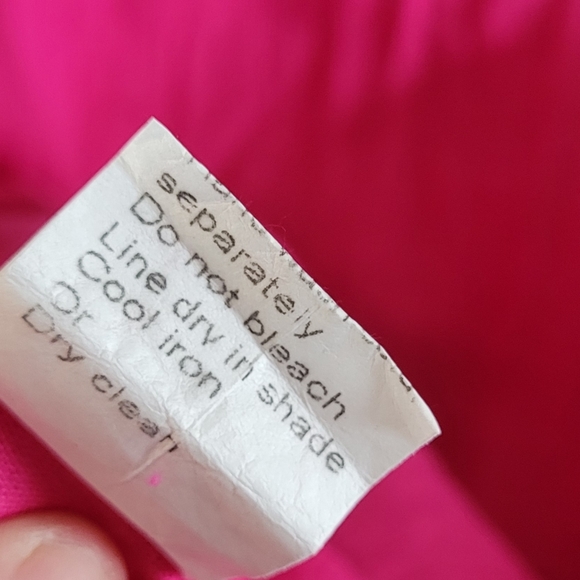 separately
Do not bleach
Line dry in shade
Cool iron
Or
Dry clean